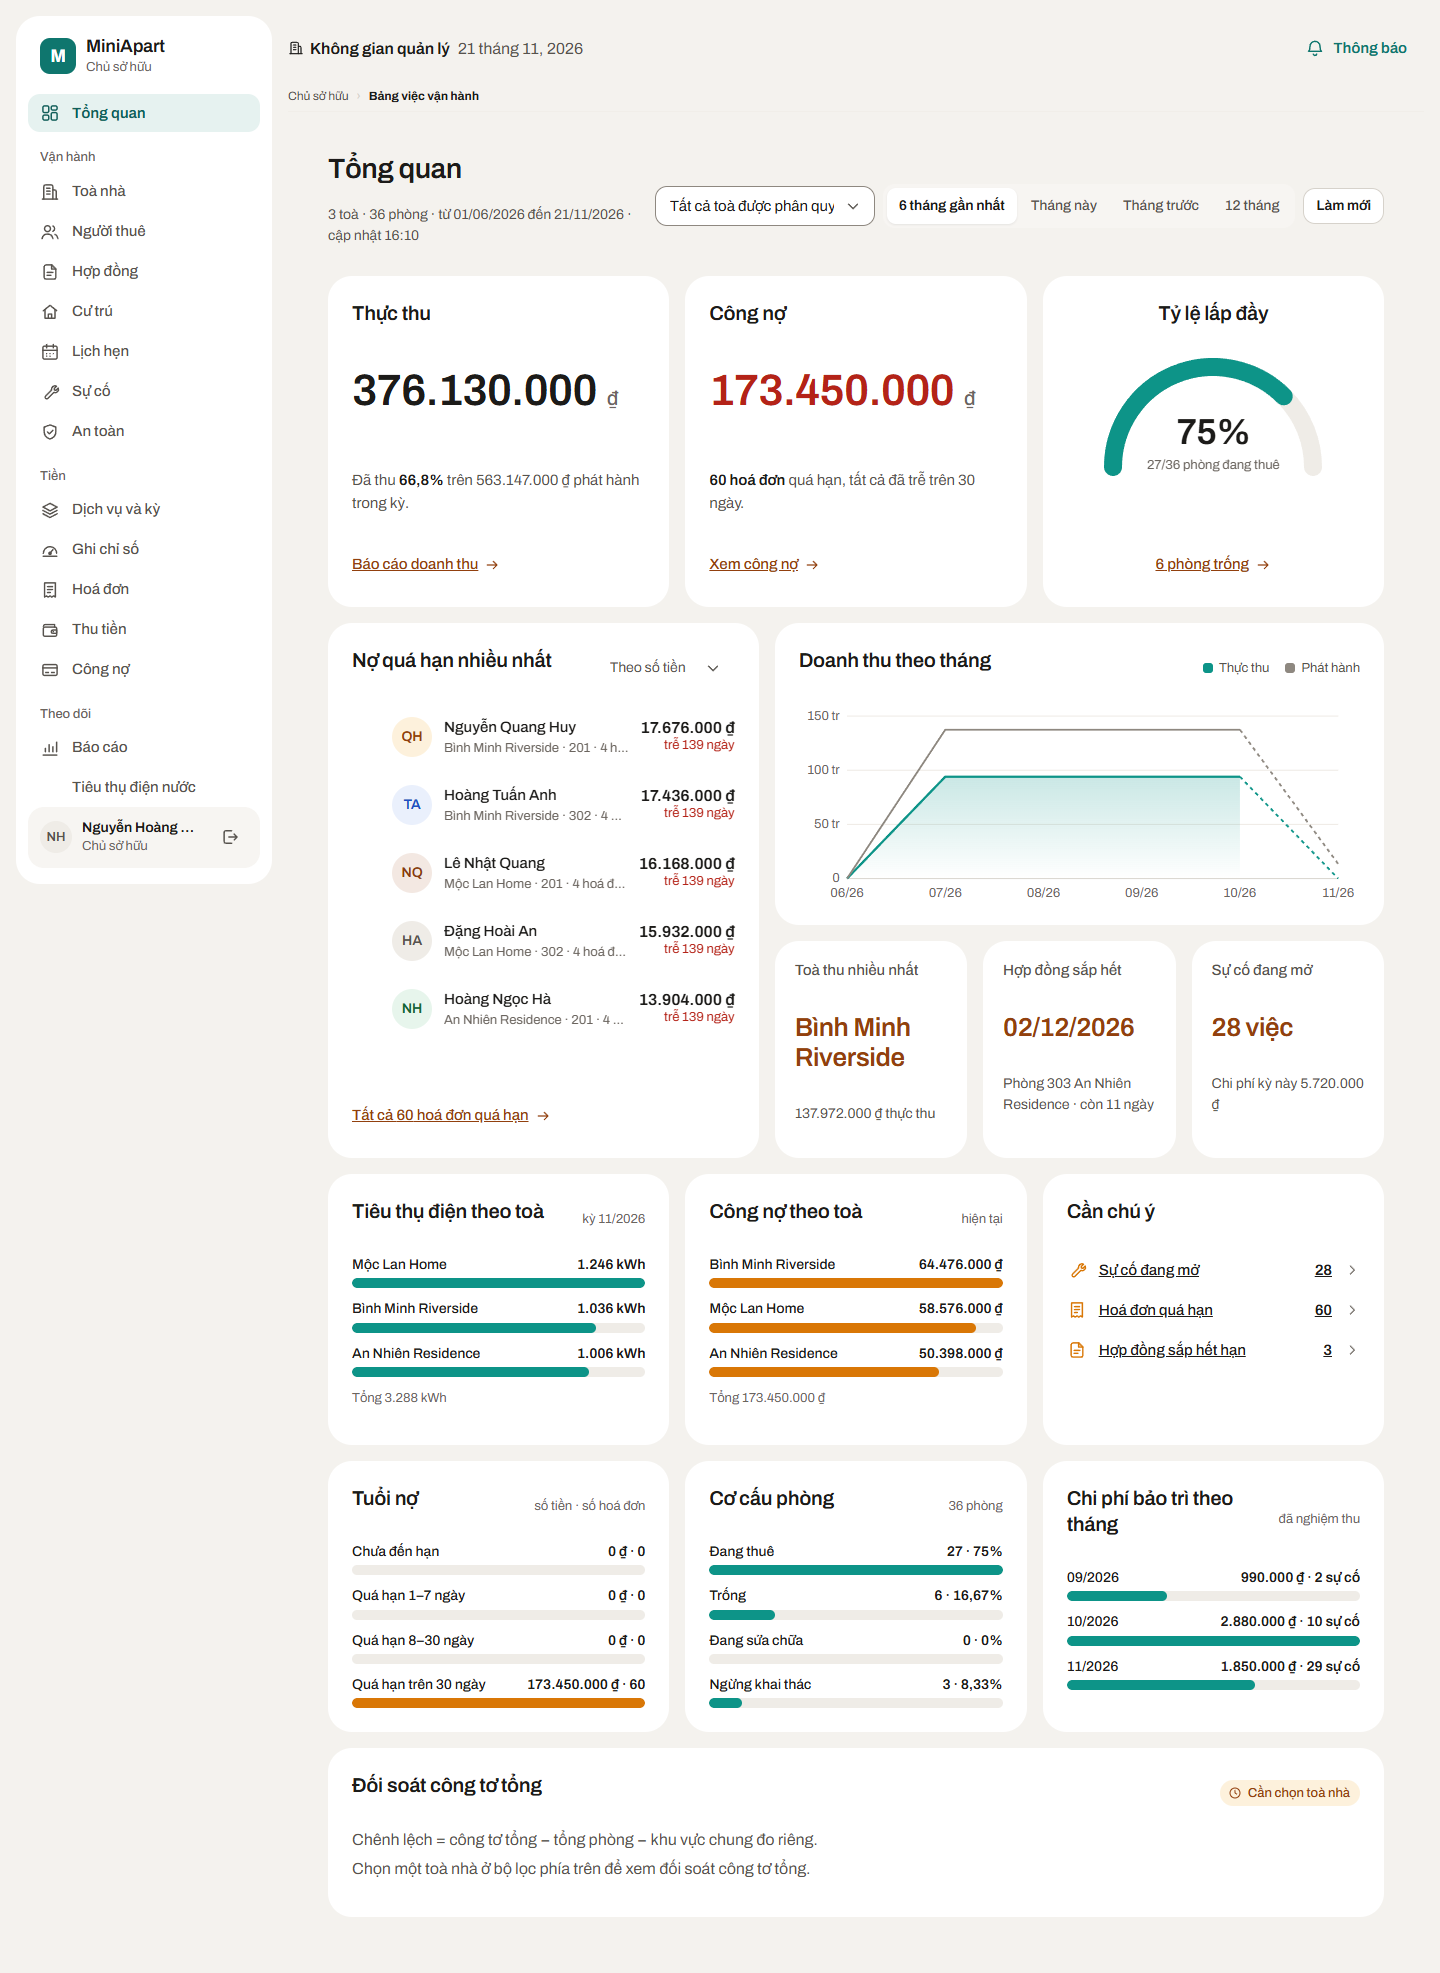 M
MiniApart
Chủ sở hữu
Tổng quan
Vận hành
Toà nhà
Người thuê
Hợp đồng
Cư trú
Lịch hẹn
Sự cố
An toàn
Tiền
Dịch vụ và kỳ
Ghi chỉ số
Hoá đơn
Thu tiền
Công nợ
Theo dõi
Báo cáo
Tiêu thụ điện nước
NH
Nguyễn Hoàng ...
Chủ sở hữu
Không gian quản lý 21 tháng 11, 2026
Thông báo
Chủ sở hữu › Bảng việc vận hành
Tổng quan
3 toà · 36 phòng · từ 01/06/2026 đến 21/11/2026 ·
cập nhật 16:10
Tất cả toà được phân quy
6 tháng gần nhất
Tháng này
Tháng trước
12 tháng
Làm mới
Thực thu
376.130.000 ₫
Đã thu 66,8% trên 563.147.000 ₫ phát hành
trong kỳ.
Báo cáo doanh thu →
Công nợ
173.450.000 ₫
60 hoá đơn quá hạn, tất cả đã trễ trên 30
ngày.
Xem công nợ →
Tỷ lệ lấp đầy
75%
27/36 phòng đang thuê
6 phòng trống →
Nợ quá hạn nhiều nhất
Theo số tiền
QH
Nguyễn Quang Huy
17.676.000 ₫
Bình Minh Riverside · 201 · 4 h...
trễ 139 ngày
TA
Hoàng Tuấn Anh
17.436.000 ₫
Bình Minh Riverside · 302 · 4 ...
trễ 139 ngày
NQ
Lê Nhật Quang
16.168.000 ₫
Mộc Lan Home · 201 · 4 hoá đ...
trễ 139 ngày
HA
Đặng Hoài An
15.932.000 ₫
Mộc Lan Home · 302 · 4 hoá đ...
trễ 139 ngày
NH
Hoàng Ngọc Hà
13.904.000 ₫
An Nhiên Residence · 201 · 4 ...
trễ 139 ngày
Tất cả 60 hoá đơn quá hạn →
Doanh thu theo tháng
Thực thu
Phát hành
150 tr
100 tr
50 tr
0
06/26
07/26
08/26
09/26
10/26
11/26
Toà thu nhiều nhất
Bình Minh
Riverside
137.972.000 ₫ thực thu
Hợp đồng sắp hết
02/12/2026
Phòng 303 An Nhiên
Residence · còn 11 ngày
Sự cố đang mở
28 việc
Chi phí kỳ này 5.720.000
₫
Tiêu thụ điện theo toà
kỳ 11/2026
Mộc Lan Home
1.246 kWh
Bình Minh Riverside
1.036 kWh
An Nhiên Residence
1.006 kWh
Tổng 3.288 kWh
Công nợ theo toà
hiện tại
Bình Minh Riverside
64.476.000 ₫
Mộc Lan Home
58.576.000 ₫
An Nhiên Residence
50.398.000 ₫
Tổng 173.450.000 ₫
Cần chú ý
Sự cố đang mở
28
Hoá đơn quá hạn
60
Hợp đồng sắp hết hạn
3
Tuổi nợ
số tiền · số hoá đơn
Chưa đến hạn
0 ₫ · 0
Quá hạn 1–7 ngày
0 ₫ · 0
Quá hạn 8–30 ngày
0 ₫ · 0
Quá hạn trên 30 ngày
173.450.000 ₫ · 60
Cơ cấu phòng
36 phòng
Đang thuê
27 · 75%
Trống
6 · 16,67%
Đang sửa chữa
0 · 0%
Ngừng khai thác
3 · 8,33%
Chi phí bảo trì theo
tháng
đã nghiệm thu
09/2026
990.000 ₫ · 2 sự cố
10/2026
2.880.000 ₫ · 10 sự cố
11/2026
1.850.000 ₫ · 29 sự cố
Đối soát công tơ tổng
Cần chọn toà nhà
Chênh lệch = công tơ tổng − tổng phòng − khu vực chung đo riêng.
Chọn một toà nhà ở bộ lọc phía trên để xem đối soát công tơ tổng.